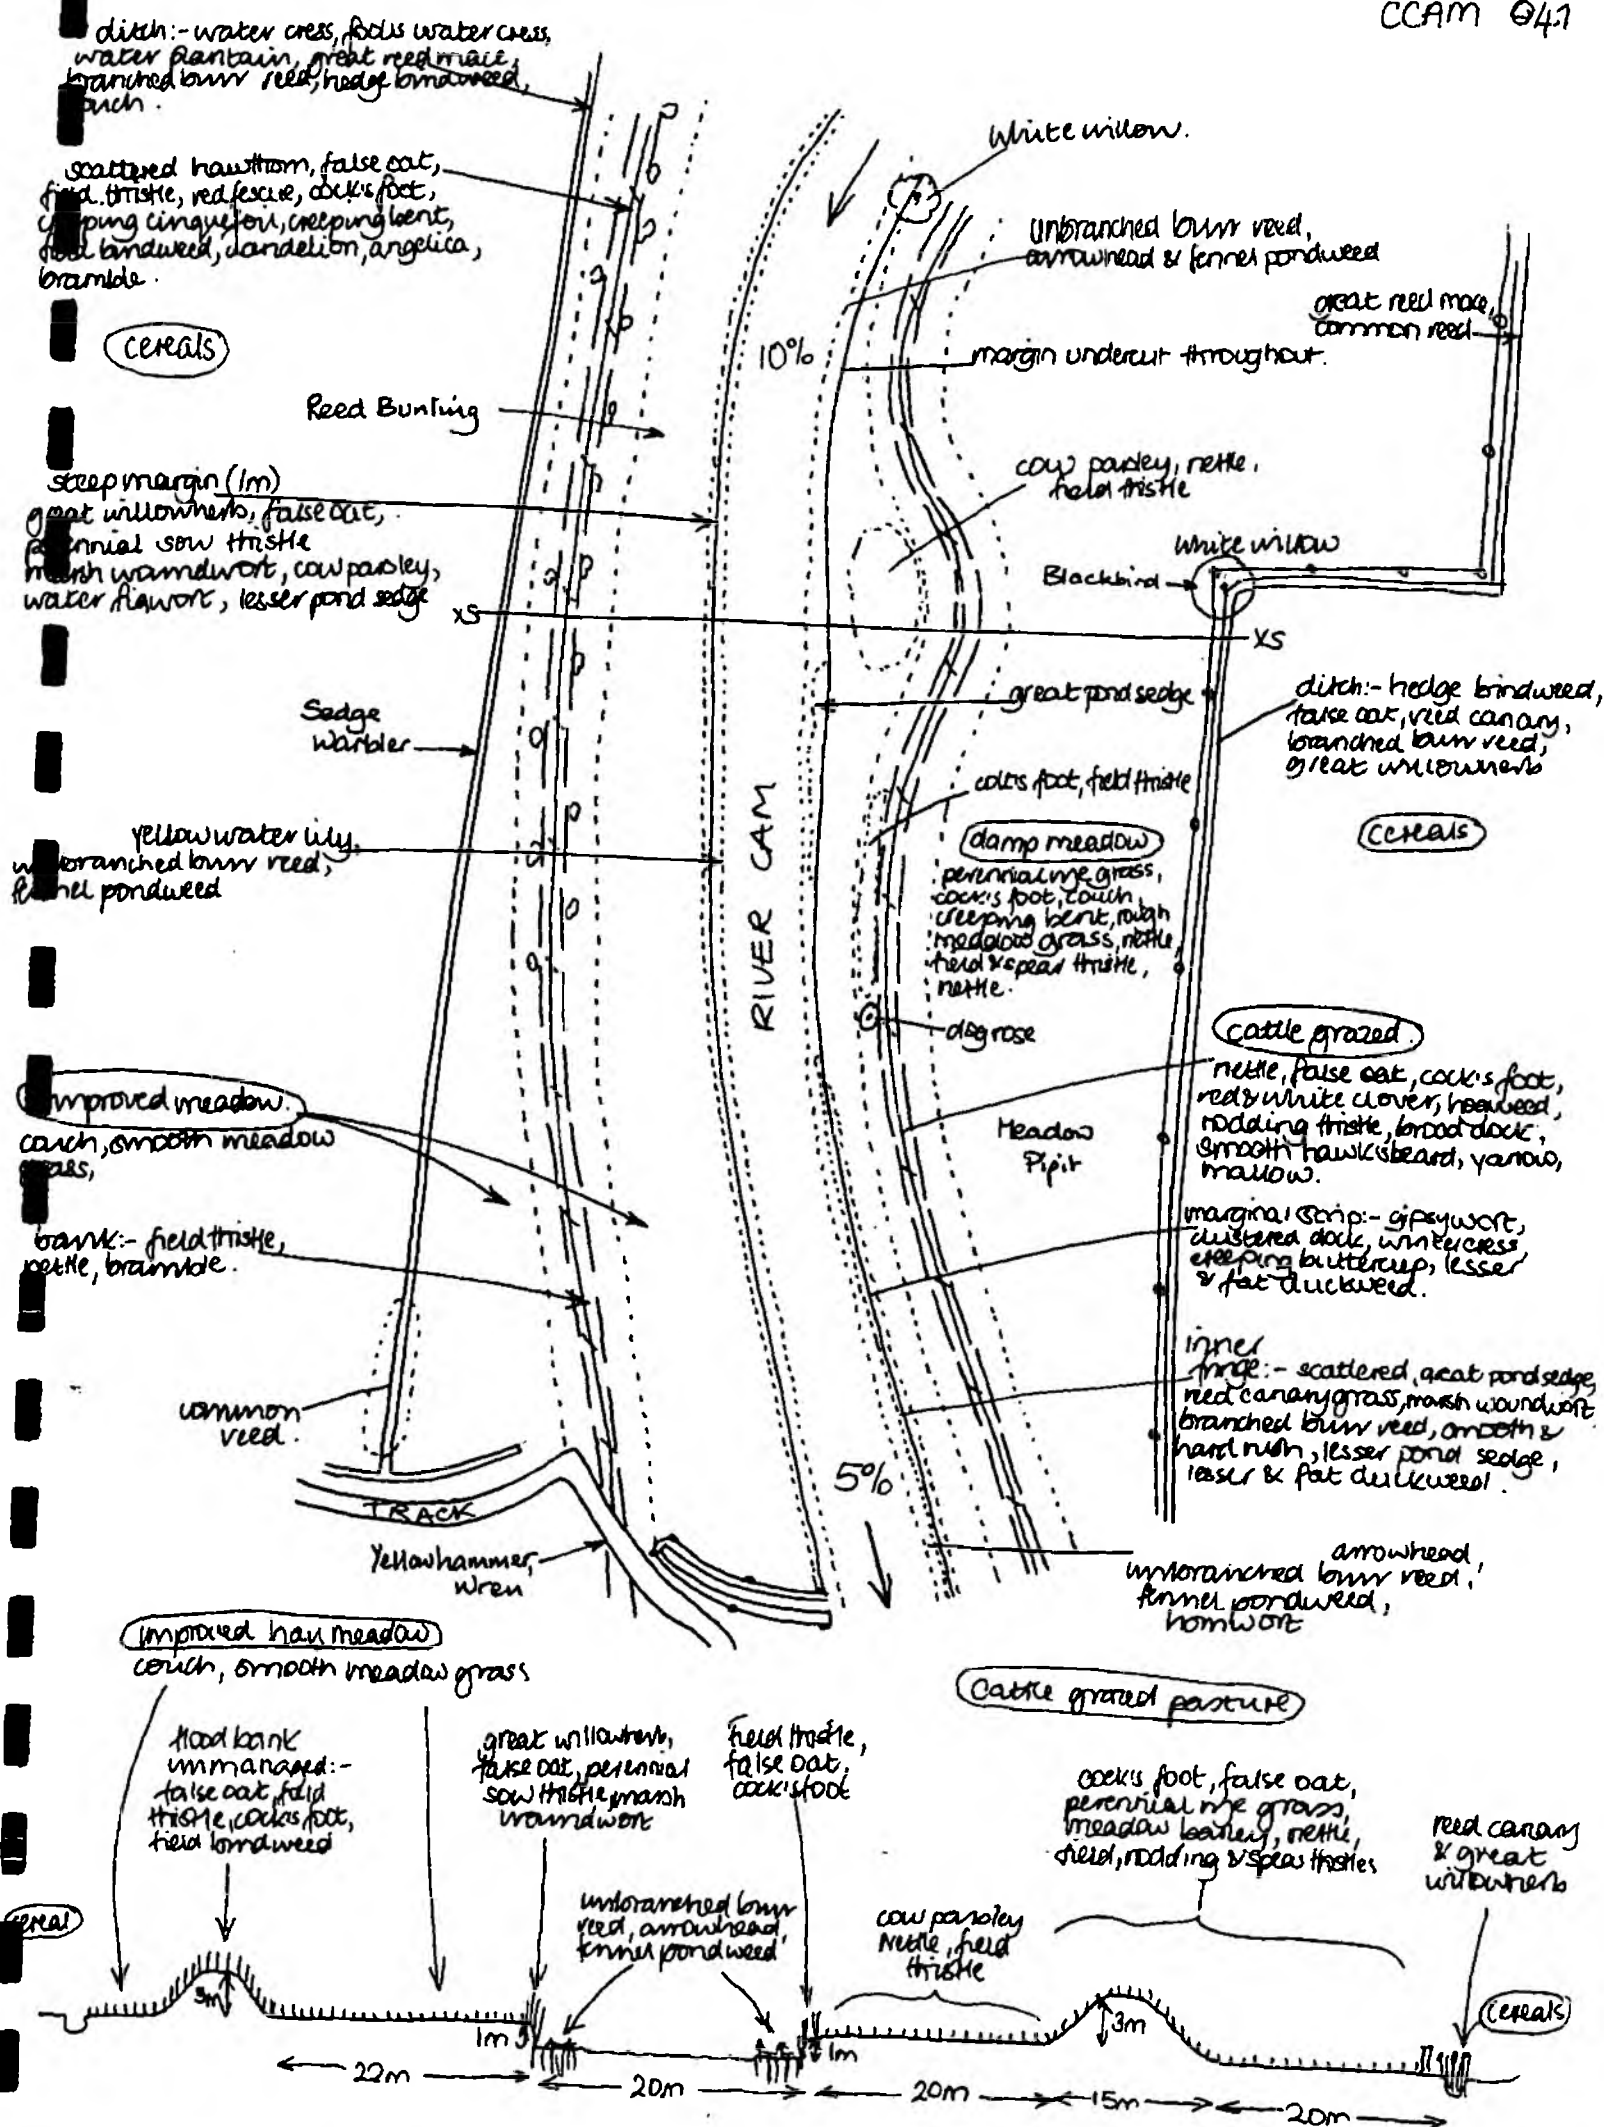 CCAM 047
ditch:- water cress, fools watercress,
water plantain, great reed mace,
branched burr reed, hedge bindweed,
couch.
scattered hawthorn, false oat,
field thistle, red fescue, cock's foot,
creeping cinquefoil, creeping bent,
field bindweed, dandelion, angelica,
bramble.
cereals
Reed Bunting
steep margin (1m)
great willowherb, false oat,
perennial sow thistle
marsh woundwort, cow parsley,
water figwort, lesser pond sedge
XS
Sedge
Warbler
yellow water lily,
unbranched burr reed,
fennel pondweed
improved meadow
couch, smooth meadow
grass,
bank:- field thistle,
nettle, bramble.
common
reed.
TRACK
Yellowhammer,
Wren
10%
RIVER CAM
5%
White willow.
unbranched burr reed,
arrowhead & fennel pondweed
great reed mace,
common reed
margin undercut throughout.
cow parsley, nettle,
field thistle
White willow
Blackbird
XS
great pond sedge
ditch:- hedge bindweed,
false oat, reed canary,
branched burr reed,
great willowherb
colts foot, field thistle
cereals
damp meadow
perennial rye grass,
cock's foot, couch,
creeping bent, rough
meadow grass, nettle,
field & spear thistle,
nettle.
dog rose
Meadow
Pipit
cattle grazed
nettle, false oat, cock's foot,
red & white clover, hogweed,
nodding thistle, broad dock,
smooth hawk'sbeard, yarrow,
mallow.
marginal strip:- gipsywort,
clustered dock, wintercress,
creeping buttercup, lesser
& fat duckweed.
inner
fringe:- scattered, great pond sedge,
reed canary grass, marsh woundwort
branched burr reed, smooth &
hard rush, lesser pond sedge,
lesser & fat duckweed.
arrowhead,
unbranched burr reed,
fennel pondweed,
hornwort
improved hay meadow
couch, smooth meadow grass
flood bank
unmanaged:-
false oat, field
thistle, cock's foot,
field bindweed
great willowherb,
false oat, perennial
sow thistle, marsh
woundwort
field thistle,
false oat,
cock's foot
cattle grazed pasture
cock's foot, false oat,
perennial rye grass,
meadow barley, nettle,
field, nodding & spear thistles
reed canary
& great
willowherb
cereal
unbranched burr
reed, arrowhead,
fennel pondweed
cow parsley
nettle, field
thistle
cereals
3m
1m
1m
3m
22m
20m
20m
15m
20m